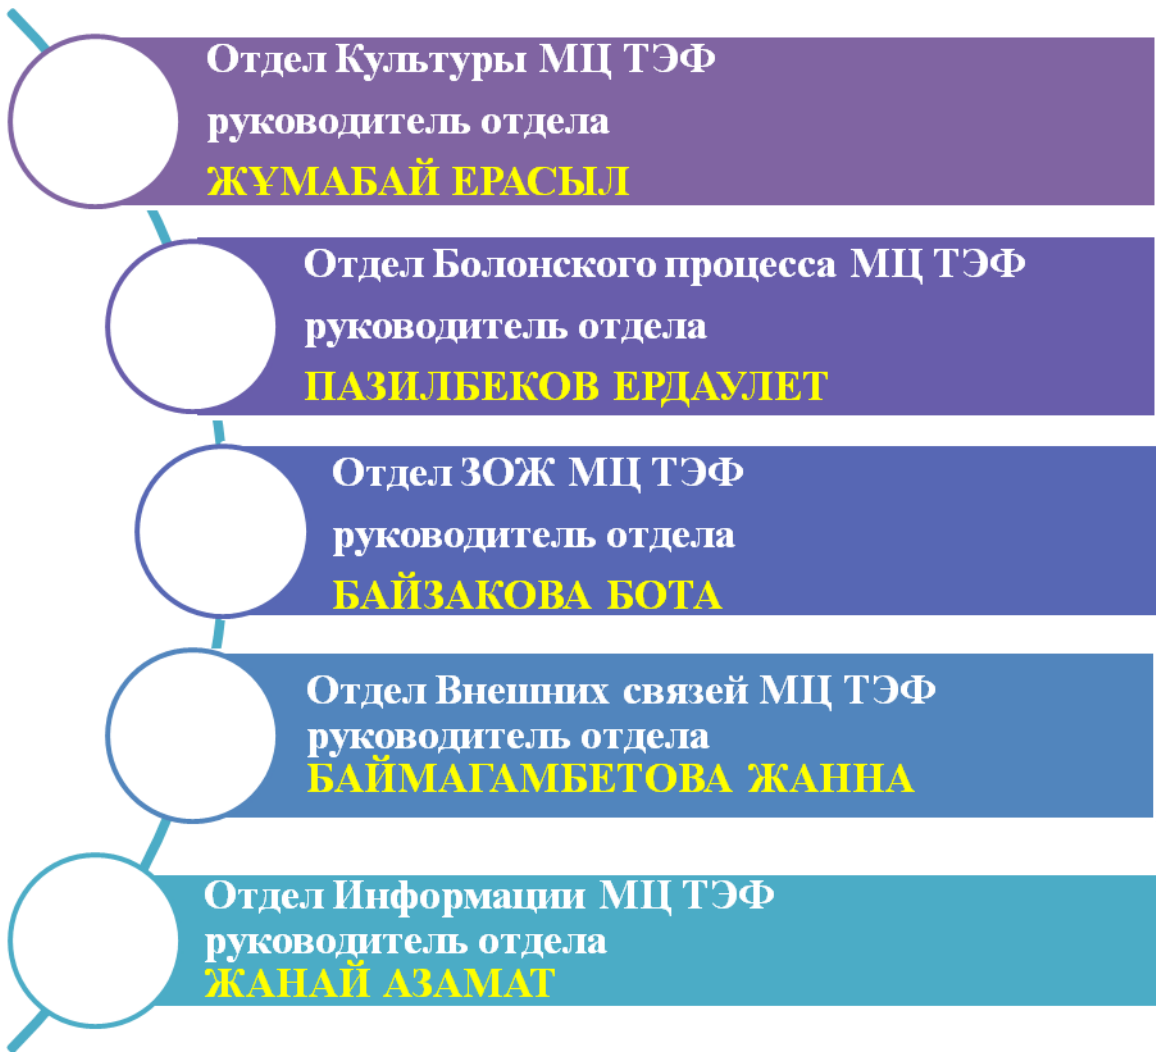 Отдел Культуры МЦ ТЭФ
руководитель отдела
ЖҰМАБАЙ ЕРАСЫЛ
Отдел Болонского процесса МЦ ТЭФ
руководитель отдела
ПАЗИЛБЕКОВ ЕРДАУЛЕТ
Отдел ЗОЖ МЦ ТЭФ
руководитель отдела
БАЙЗАКОВА БОТА
Отдел Внешних связей МЦ ТЭФ
руководитель отдела
БАЙМАГАМБЕТОВА ЖАННА
Отдел Информации МЦ ТЭФ
руководитель отдела
ЖАНАЙ АЗАМАТ